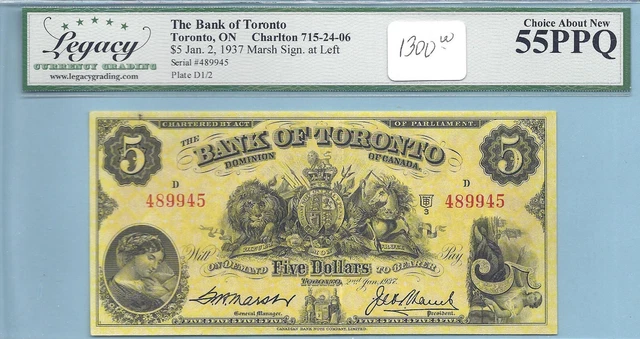 Legacy
CURRENCY GRADING
www.legacygrading.com
The Bank of Toronto
Toronto, ON Charlton 715-24-06
$5 Jan. 2, 1937 Marsh Sign. at Left
Serial #489945
Plate D1/2
1300 00
Choice About New
55PPQ
CHARTERED BY ACT OF PARLIAMENT.
THE
BANK OF TORONTO
DOMINION OF CANADA.
5 5
D D
489945 489945
3
Will Pay
ON DEMAND Five Dollars TO BEARER
TORONTO, 2nd Jan. 1937.
5
General Manager. President.
CANADIAN BANK NOTE COMPANY, LIMITED.